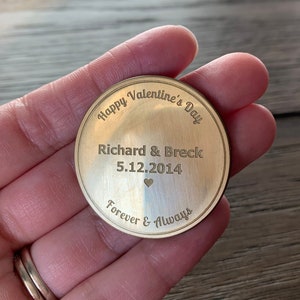 Happy Valentine's Day
Richard & Breck
5.12.2014
Forever & Always